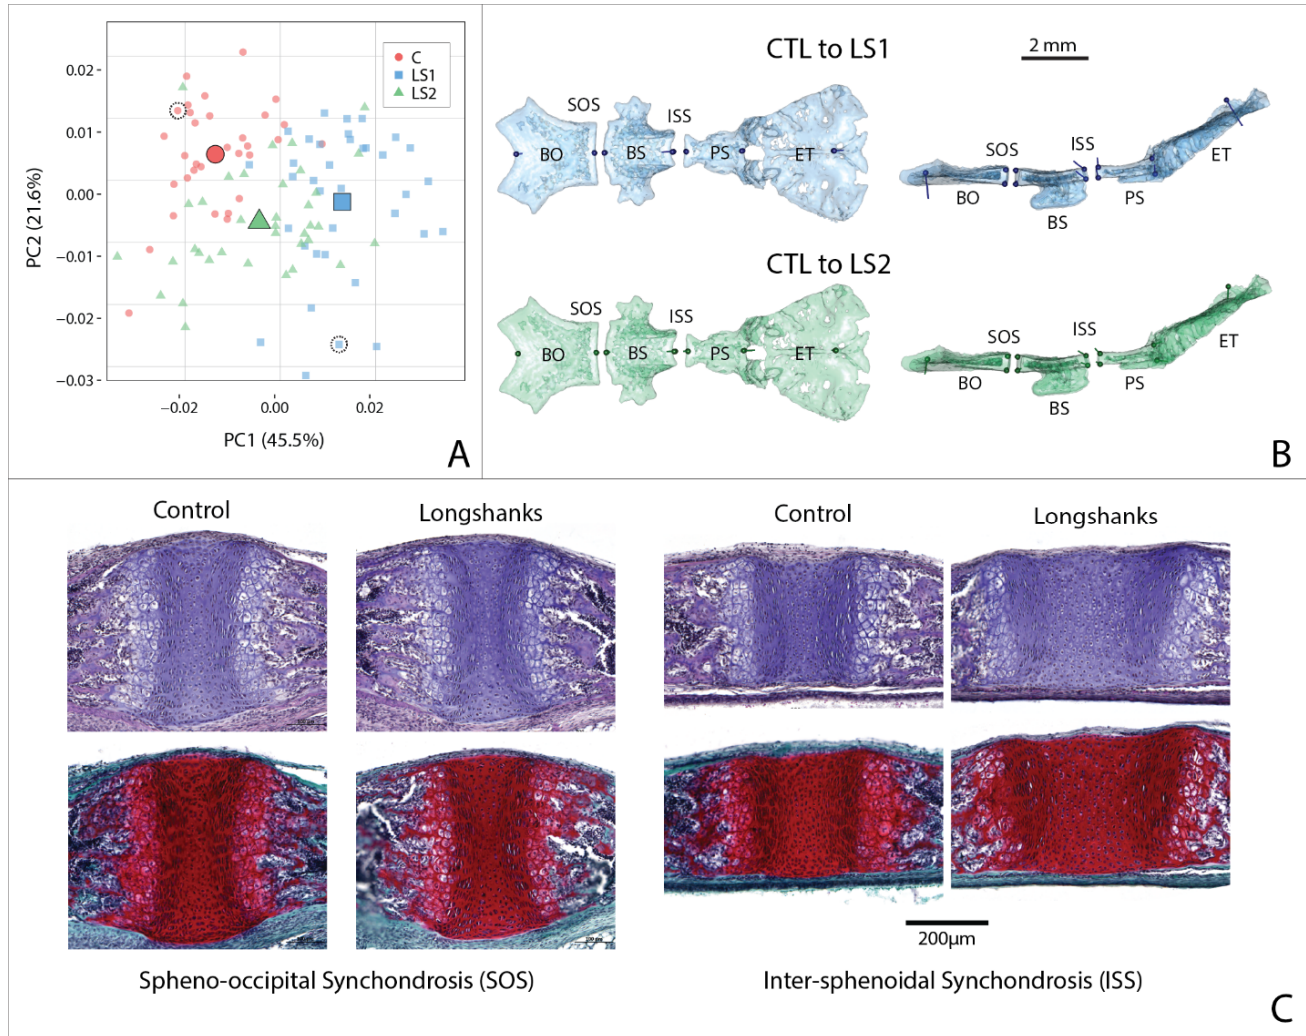 C
LS1
LS2
0.02
0.01
0.00
−0.01
−0.02
−0.03
PC2 (21.6%)
−0.02
0.00
0.02
PC1 (45.5%)
A
CTL to LS1
2 mm
SOS
ISS
BO
BS
PS
ET
SOS
ISS
BO
BS
PS
ET
CTL to LS2
SOS
ISS
BO
BS
PS
ET
SOS
ISS
BO
BS
PS
ET
B
Control
Longshanks
Control
Longshanks
200µm
Spheno-occipital Synchondrosis (SOS)
Inter-sphenoidal Synchondrosis (ISS)
C